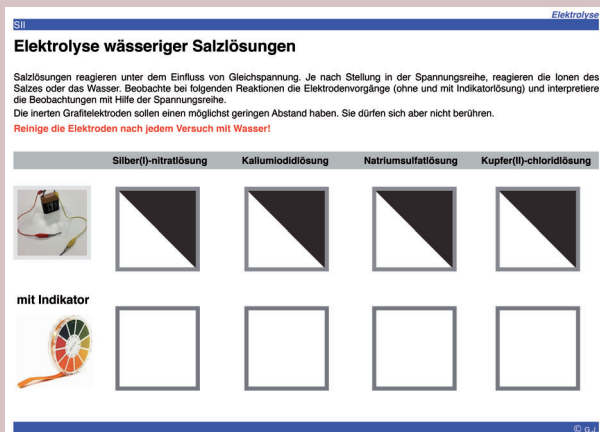 Elektrolyse
SII
Elektrolyse wässeriger Salzlösungen
Salzlösungen reagieren unter dem Einfluss von Gleichspannung. Je nach Stellung in der Spannungsreihe, reagieren die Ionen des
Salzes oder das Wasser. Beobachte bei folgenden Reaktionen die Elektrodenvorgänge (ohne und mit Indikatorlösung) und interpretiere
die Beobachtungen mit Hilfe der Spannungsreihe.
Die inerten Grafitelektroden sollen einen möglichst geringen Abstand haben. Sie dürfen sich aber nicht berühren.
Reinige die Elektroden nach jedem Versuch mit Wasser!
Silber(I)-nitratlösung Kaliumiodidlösung Natriumsulfatlösung Kupfer(II)-chloridlösung
mit Indikator
© G.J.